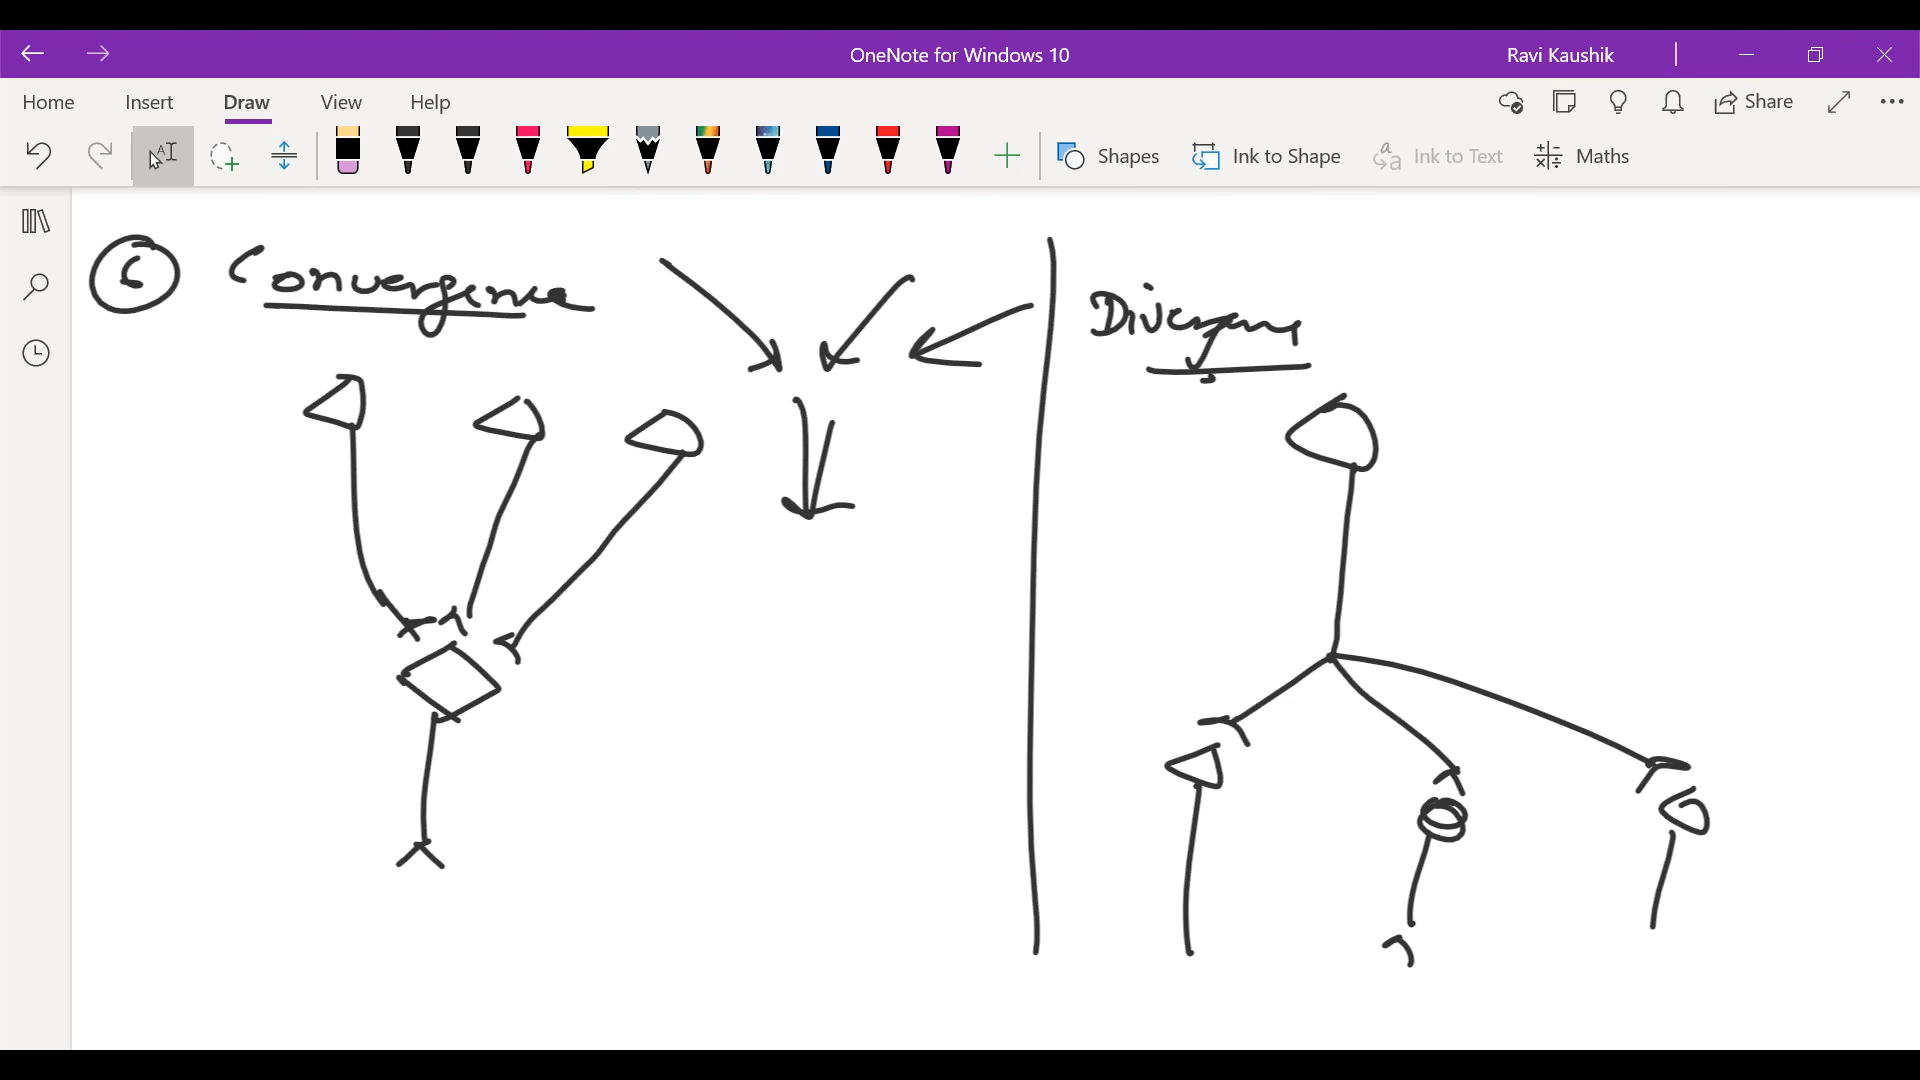 OneNote for Windows 10
Ravi Kaushik
Home Insert Draw View Help
Share
Shapes Ink to Shape Ink to Text Maths
6 Convergence
Divergence